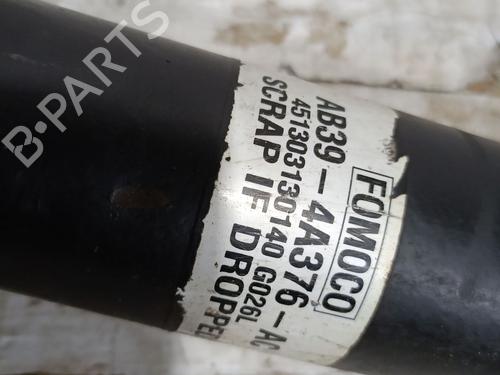 FOMOCO
AB39-4A376-AC
451303130140 G026L
SCRAP IF DROPPED
B-PARTS